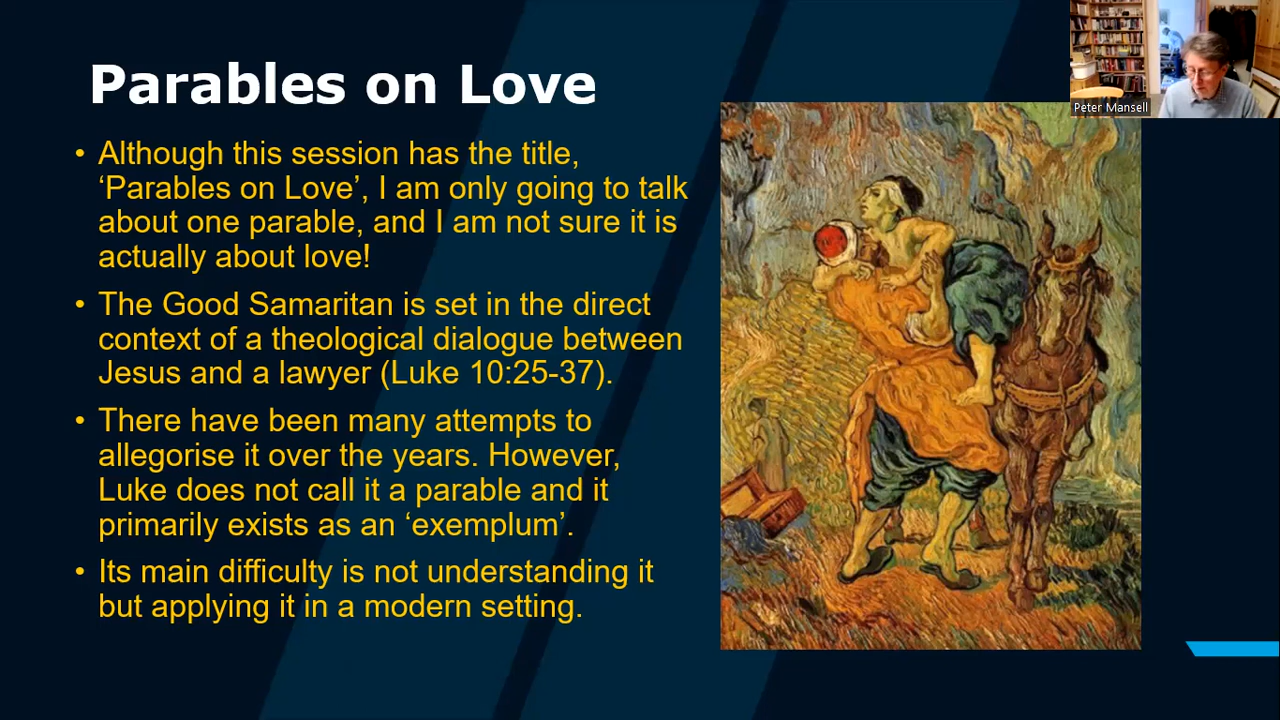 Parables on Love
• Although this session has the title,
‘Parables on Love’, I am only going to talk
about one parable, and I am not sure it is
actually about love!
• The Good Samaritan is set in the direct
context of a theological dialogue between
Jesus and a lawyer (Luke 10:25-37).
• There have been many attempts to
allegorise it over the years. However,
Luke does not call it a parable and it
primarily exists as an ‘exemplum’.
• Its main difficulty is not understanding it
but applying it in a modern setting.
Peter Mansell